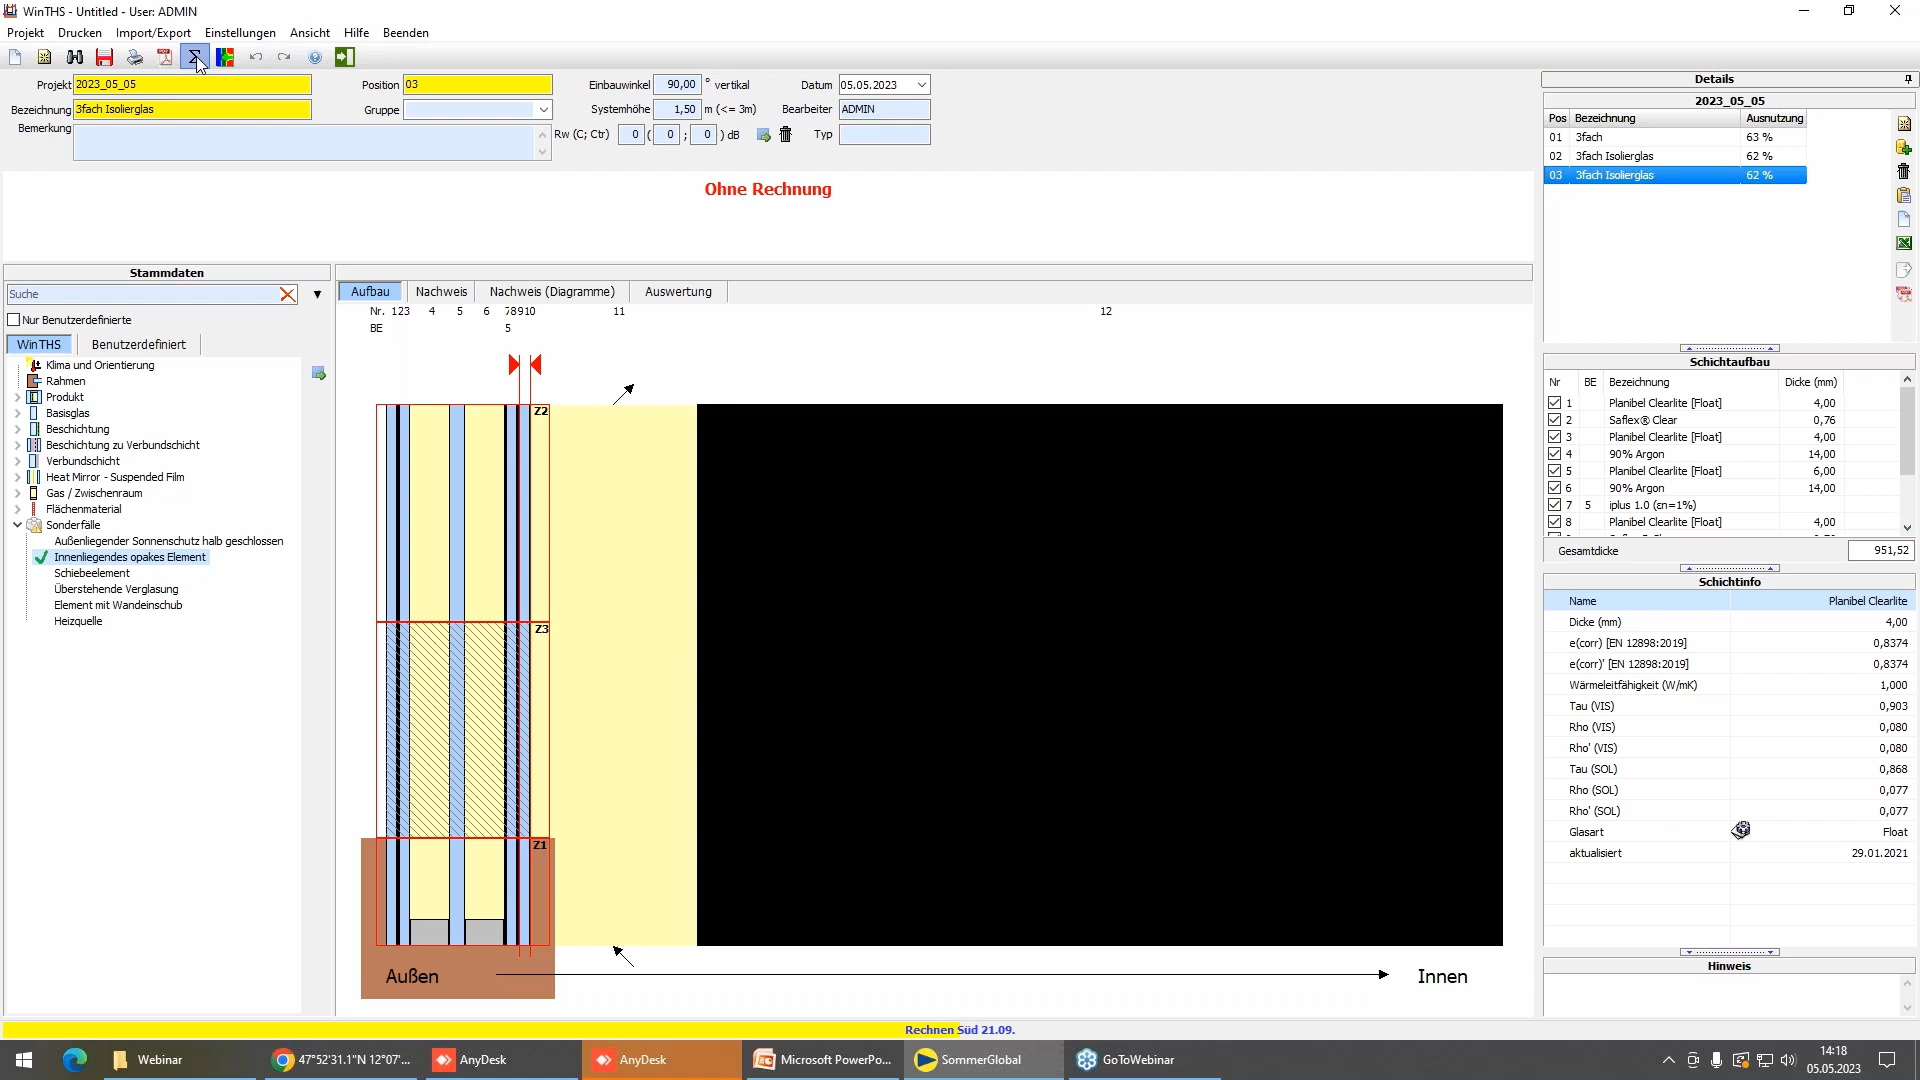 WinTHS - Untitled - User: ADMIN
Projekt Drucken Import/Export Einstellungen Ansicht Hilfe Beenden
Projekt 2023_05_05 Position 03 Einbauwinkel 90,00 ° vertikal Datum 05.05.2023
Bezeichnung 3fach Isolierglas Gruppe Systemhöhe 1,50 m (<= 3m) Bearbeiter ADMIN
Bemerkung Rw (C; Ctr) 0 ( 0 ; 0 ) dB Typ
Ohne Rechnung
Stammdaten
Suche
Nur Benutzerdefinierte
WinTHS Benutzerdefiniert
Klima und Orientierung
Rahmen
Produkt
Basisglas
Beschichtung
Beschichtung zu Verbundschicht
Verbundschicht
Heat Mirror - Suspended Film
Gas / Zwischenraum
Flächenmaterial
Sonderfälle
Außenliegender Sonnenschutz halb geschlossen
Innenliegendes opakes Element
Schiebeelement
Überstehende Verglasung
Element mit Wandeinschub
Heizquelle
Aufbau Nachweis Nachweis (Diagramme) Auswertung
Nr. 123 4 5 6 78910 11 12
BE 5
Z2
Z3
Z1
Außen Innen
Details
2023_05_05
Pos Bezeichnung Ausnutzung
01 3fach 63 %
02 3fach Isolierglas 62 %
03 3fach Isolierglas 62 %
Schichtaufbau
Nr BE Bezeichnung Dicke (mm)
1 Planibel Clearlite [Float] 4,00
2 Saflex® Clear 0,76
3 Planibel Clearlite [Float] 4,00
4 90% Argon 14,00
5 Planibel Clearlite [Float] 6,00
6 90% Argon 14,00
7 5 iplus 1.0 (εn=1%)
8 Planibel Clearlite [Float] 4,00
Gesamtdicke 951,52
Schichtinfo
Name Planibel Clearlite
Dicke (mm) 4,00
e(corr) [EN 12898:2019] 0,8374
e(corr)' [EN 12898:2019] 0,8374
Wärmeleitfähigkeit (W/mK) 1,000
Tau (VIS) 0,903
Rho (VIS) 0,080
Rho' (VIS) 0,080
Tau (SOL) 0,868
Rho (SOL) 0,077
Rho' (SOL) 0,077
Glasart Float
aktualisiert 29.01.2021
Hinweis
Rechnen Süd 21.09.
Webinar 47°52'31.1"N 12°07'... AnyDesk AnyDesk Microsoft PowerPo... SommerGlobal GoToWebinar
14:18
05.05.2023